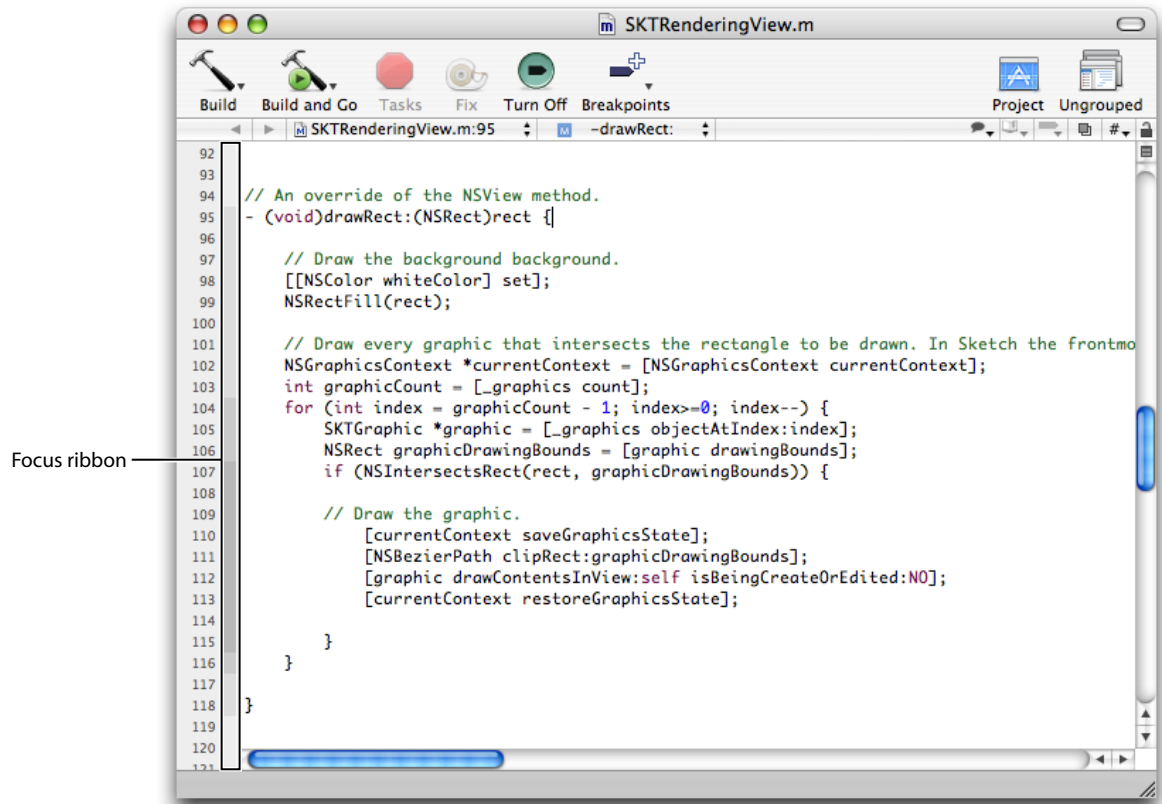 SKTRenderingView.m
Build Build and Go Tasks Fix Turn Off Breakpoints Project Ungrouped
SKTRenderingView.m:95 M -drawRect: #
92
93
94 // An override of the NSView method.
95 - (void)drawRect:(NSRect)rect {
96
97 // Draw the background background.
98 [[NSColor whiteColor] set];
99 NSRectFill(rect);
100
101 // Draw every graphic that intersects the rectangle to be drawn. In Sketch the frontmo
102 NSGraphicsContext *currentContext = [NSGraphicsContext currentContext];
103 int graphicCount = [_graphics count];
104 for (int index = graphicCount - 1; index>=0; index--) {
105 SKTGraphic *graphic = [_graphics objectAtIndex:index];
106 NSRect graphicDrawingBounds = [graphic drawingBounds];
Focus ribbon
107 if (NSIntersectsRect(rect, graphicDrawingBounds)) {
108
109 // Draw the graphic.
110 [currentContext saveGraphicsState];
111 [NSBezierPath clipRect:graphicDrawingBounds];
112 [graphic drawContentsInView:self isBeingCreateOrEdited:NO];
113 [currentContext restoreGraphicsState];
114
115 }
116 }
117
118 }
119
120
121